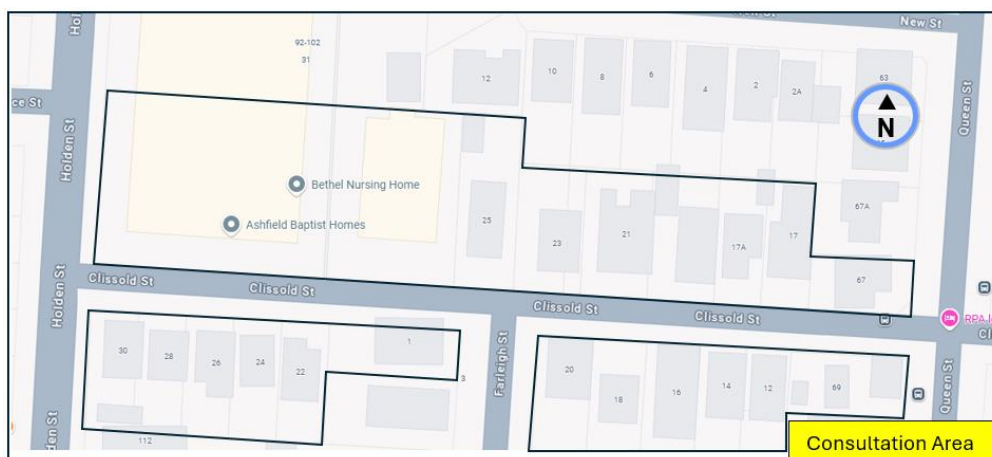 New St
92-102
31
12
10
8
6
4
2
2A
63
N
Queen St
Holden St
Bethel Nursing Home
Ashfield Baptist Homes
25
23
21
17A
17
67A
67
Clissold St
Clissold St
Clissold St
Clissold St
Holden St
30
28
26
24
22
1
3
112
Farleigh St
20
18
16
14
12
69
Queen St
Consultation Area